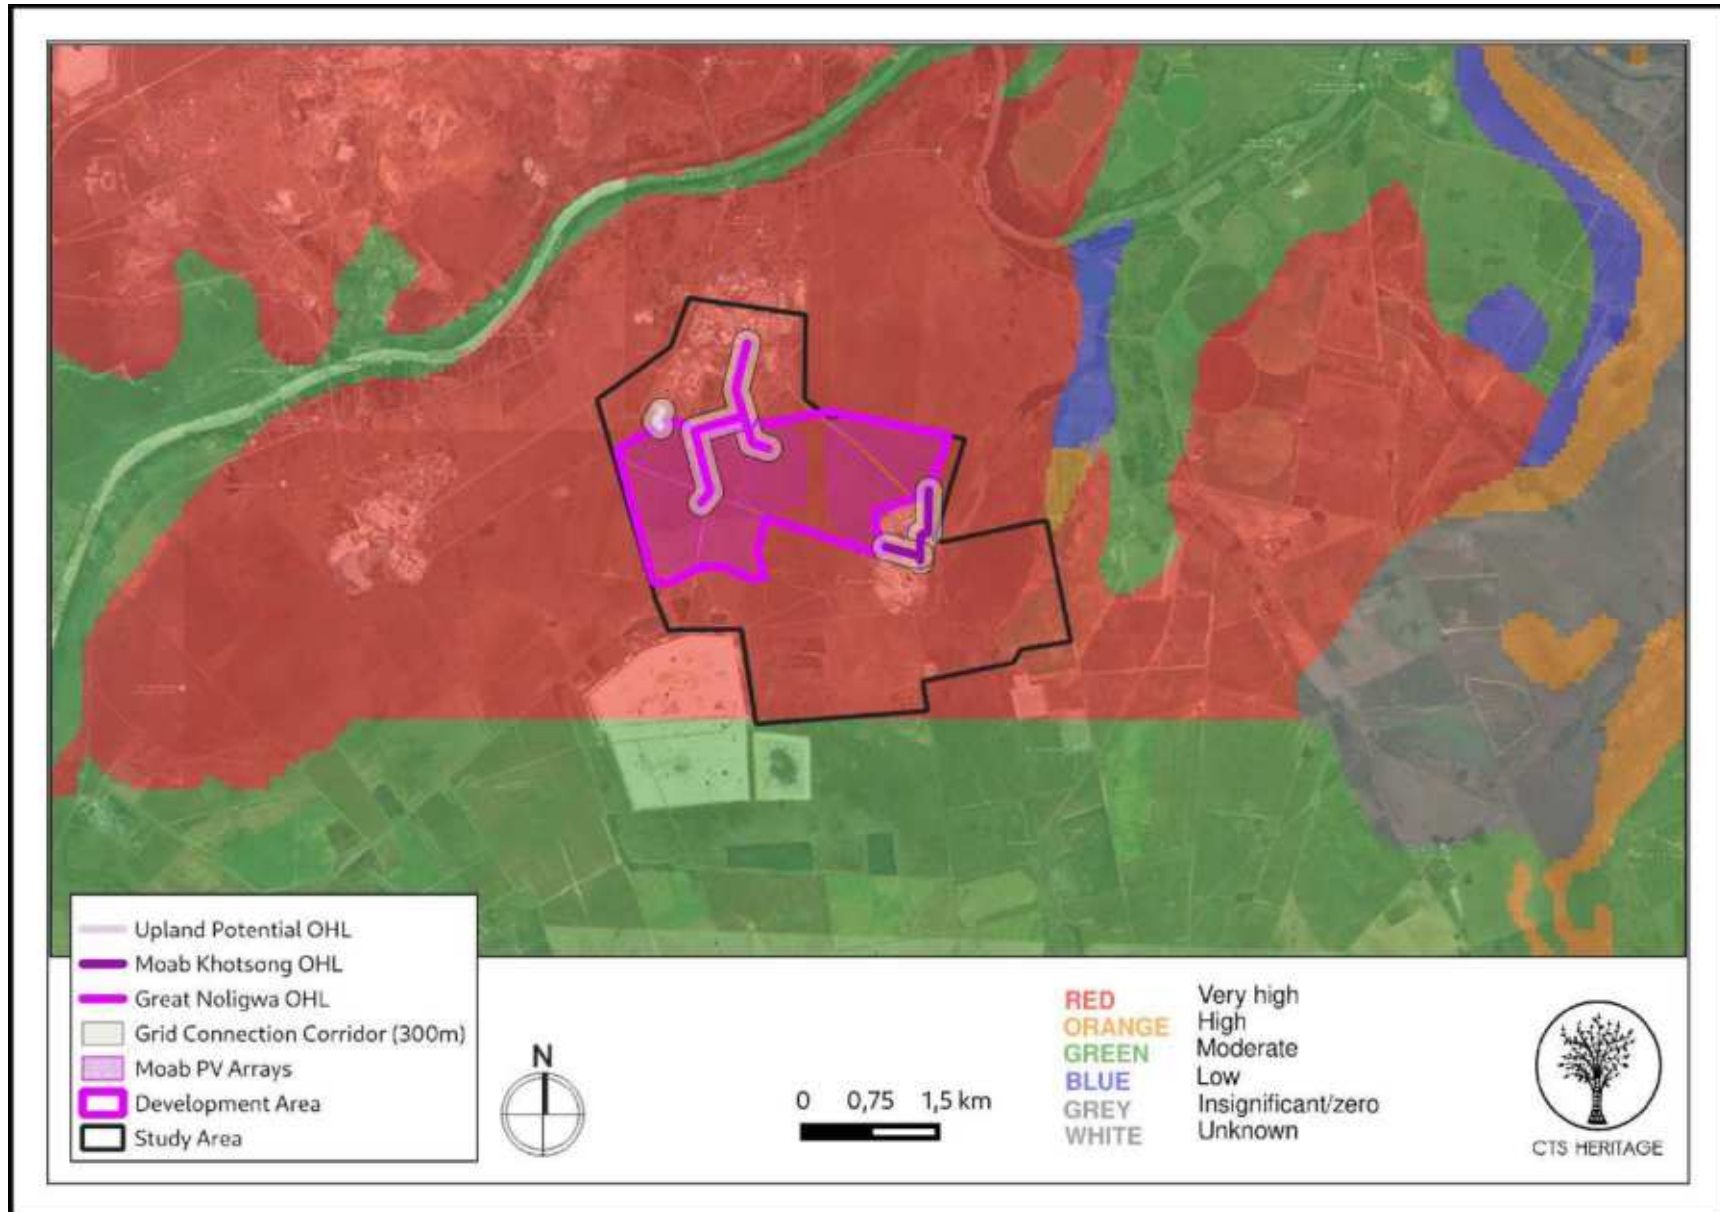 Upland Potential OHL
Moab Khotsong OHL
Great Noligwa OHL
Grid Connection Corridor (300m)
Moab PV Arrays
Development Area
Study Area
N
0 0,75 1,5 km
RED Very high
ORANGE High
GREEN Moderate
BLUE Low
GREY Insignificant/zero
WHITE Unknown
CTS HERITAGE